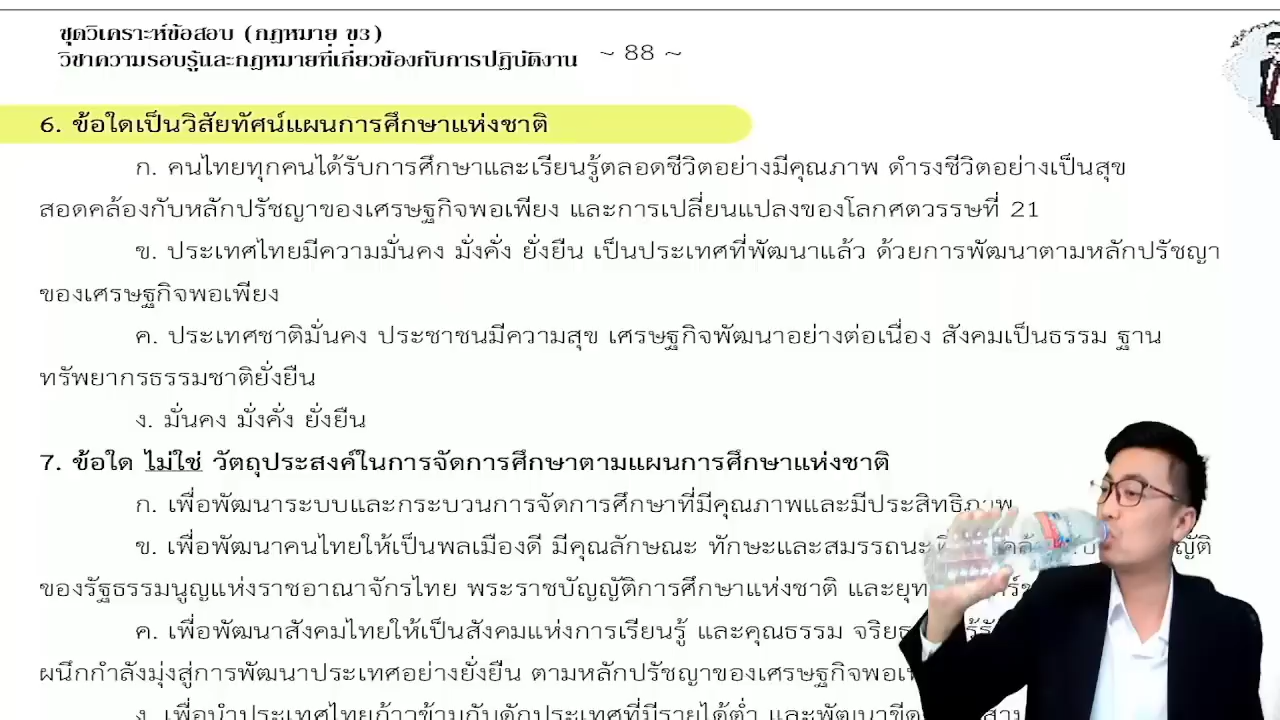 ชุดวิเคราะห์ข้อสอบ (กฎหมาย ข3)
วิชาความรอบรู้และกฎหมายที่เกี่ยวข้องกับการปฏิบัติงาน ~ 88 ~
6. ข้อใดเป็นวิสัยทัศน์แผนการศึกษาแห่งชาติ
ก. คนไทยทุกคนได้รับการศึกษาและเรียนรู้ตลอดชีวิตอย่างมีคุณภาพ ดำรงชีวิตอย่างเป็นสุข
สอดคล้องกับหลักปรัชญาของเศรษฐกิจพอเพียง และการเปลี่ยนแปลงของโลกศตวรรษที่ 21
ข. ประเทศไทยมีความมั่นคง มั่งคั่ง ยั่งยืน เป็นประเทศที่พัฒนาแล้ว ด้วยการพัฒนาตามหลักปรัชญา
ของเศรษฐกิจพอเพียง
ค. ประเทศชาติมั่นคง ประชาชนมีความสุข เศรษฐกิจพัฒนาอย่างต่อเนื่อง สังคมเป็นธรรม ฐาน
ทรัพยากรธรรมชาติยั่งยืน
ง. มั่นคง มั่งคั่ง ยั่งยืน
7. ข้อใด ไม่ใช่ วัตถุประสงค์ในการจัดการศึกษาตามแผนการศึกษาแห่งชาติ
ก. เพื่อพัฒนาระบบและกระบวนการจัดการศึกษาที่มีคุณภาพและมีประสิทธิภาพ
ข. เพื่อพัฒนาคนไทยให้เป็นพลเมืองดี มีคุณลักษณะ ทักษะและสมรรถนะ
ของรัฐธรรมนูญแห่งราชอาณาจักรไทย พระราชบัญญัติการศึกษาแห่งชาติ
ค. เพื่อพัฒนาสังคมไทยให้เป็นสังคมแห่งการเรียนรู้ และคุณธรรม
ผนึกกำลังมุ่งสู่การพัฒนาประเทศอย่างยั่งยืน ตามหลักปรัชญาของเศรษฐกิจ
ง. เพื่อนำประเทศไทยก้าวข้ามกับดักประเทศที่มีรายได้ต่ำ